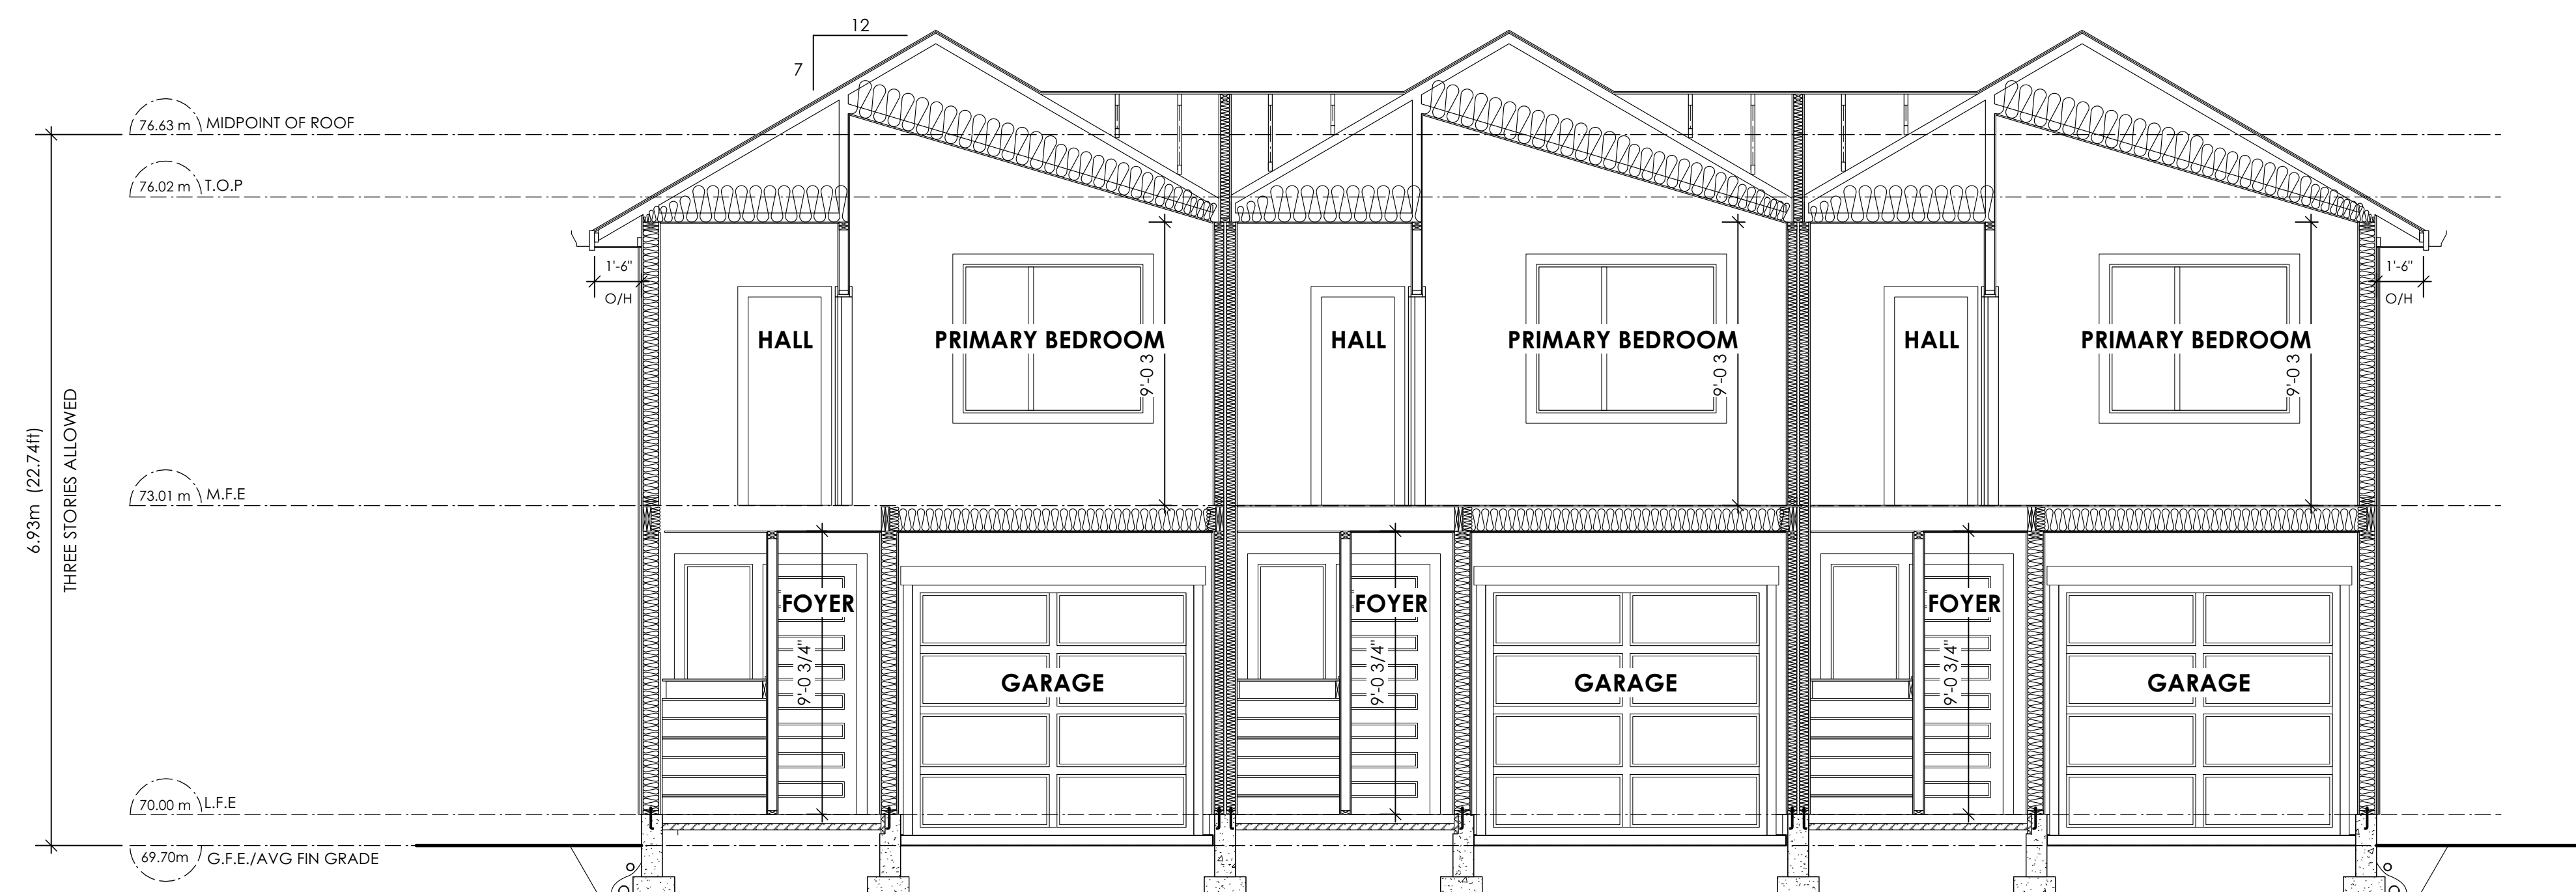 12
7
76.63 m MIDPOINT OF ROOF
76.02 m T.O.P
1'-6"
O/H
1'-6"
O/H
HALL PRIMARY BEDROOM HALL PRIMARY BEDROOM HALL PRIMARY BEDROOM
9'-0 3 9'-0 3 9'-0 3
6.93m (22.74ft)
THREE STORIES ALLOWED
73.01 m M.F.E
FOYER FOYER FOYER
9'-0 3/4" 9'-0 3/4" 9'-0 3/4"
GARAGE GARAGE GARAGE
70.00 m L.F.E
69.70m G.F.E./AVG FIN GRADE